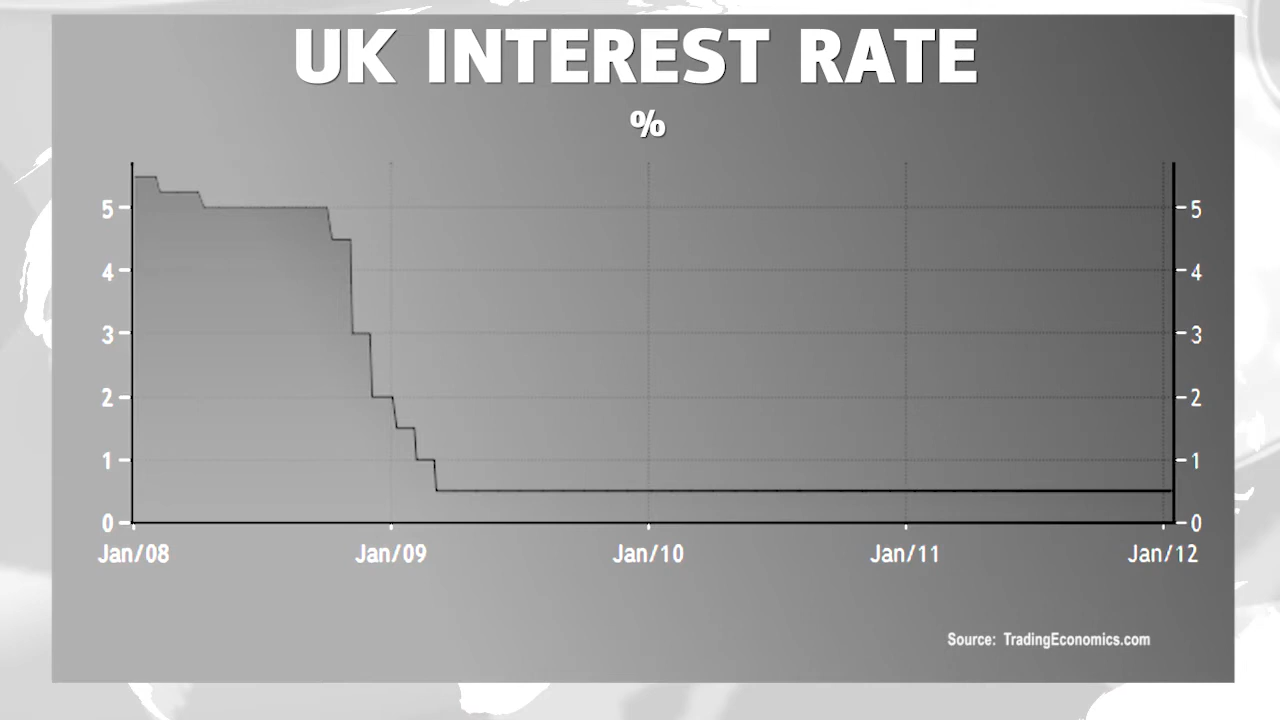 UK INTEREST RATE
%
5 5
4 4
3 3
2 2
1 1
0 0
Jan/08 Jan/09 Jan/10 Jan/11 Jan/12
Source: TradingEconomics.com